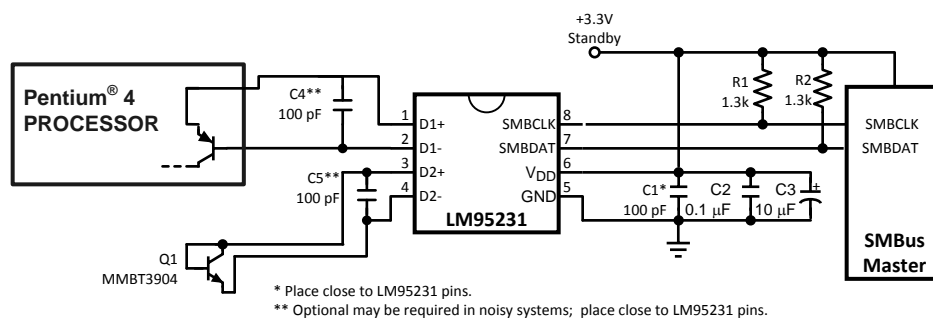 +3.3V
Standby
Pentium® 4
PROCESSOR
C4**
100 pF
1
D1+
2
D1-
3
D2+
4
D2-
C5**
100 pF
LM95231
SMBCLK
8
SMBDAT
7
VDD
6
GND
5
R1
1.3k
R2
1.3k
SMBCLK
SMBDAT
C1*
100 pF
C2
0.1 µF
C3
10 µF
+
SMBus
Master
Q1
MMBT3904
* Place close to LM95231 pins.
** Optional may be required in noisy systems; place close to LM95231 pins.